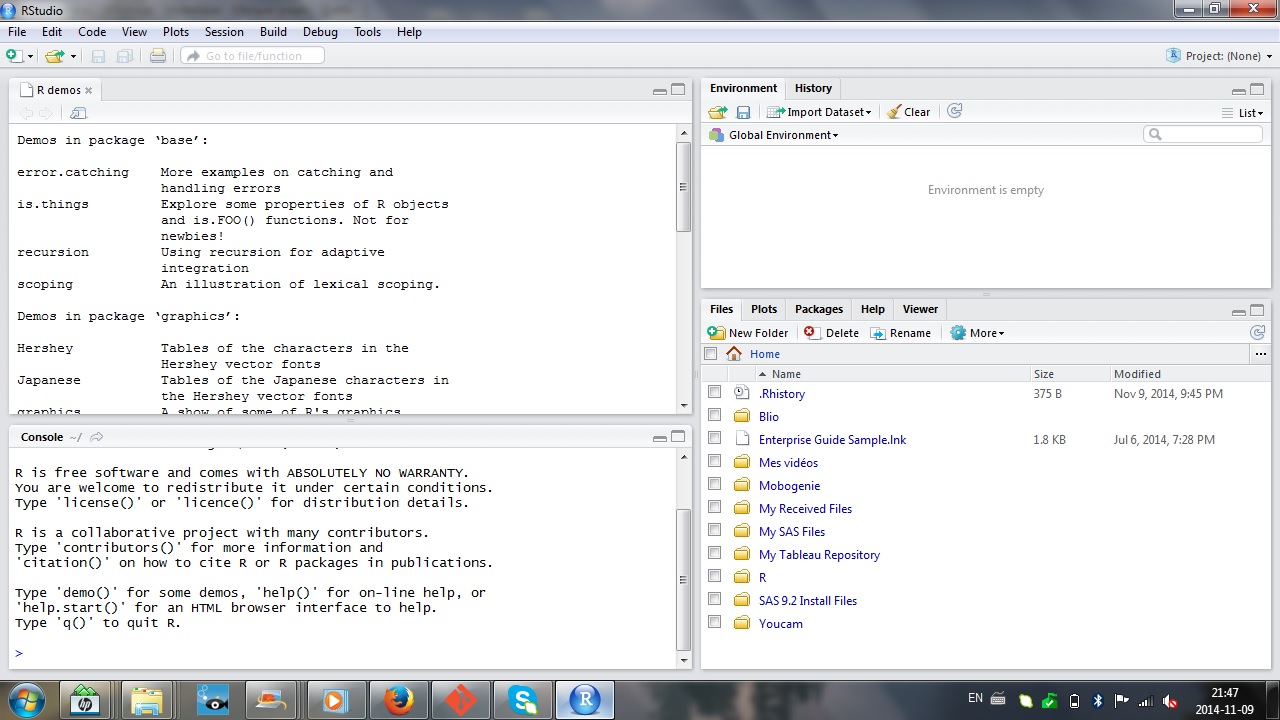 RStudio
File Edit Code View Plots Session Build Debug Tools Help
Go to file/function
Project: (None)
R demos
Demos in package ‘base’:
error.catching More examples on catching and
handling errors
is.things Explore some properties of R objects
and is.FOO() functions. Not for
newbies!
recursion Using recursion for adaptive
integration
scoping An illustration of lexical scoping.
Demos in package ‘graphics’:
Hershey Tables of the characters in the
Hershey vector fonts
Japanese Tables of the Japanese characters in
the Hershey vector fonts
graphics A show of some of R's graphics
Console ~/
R is free software and comes with ABSOLUTELY NO WARRANTY.
You are welcome to redistribute it under certain conditions.
Type 'license()' or 'licence()' for distribution details.
R is a collaborative project with many contributors.
Type 'contributors()' for more information and
'citation()' on how to cite R or R packages in publications.
Type 'demo()' for some demos, 'help()' for on-line help, or
'help.start()' for an HTML browser interface to help.
Type 'q()' to quit R.
>
Environment History
Import Dataset Clear List
Global Environment
Environment is empty
Files Plots Packages Help Viewer
New Folder Delete Rename More
Home ...
Name Size Modified
.Rhistory 375 B Nov 9, 2014, 9:45 PM
Blio
Enterprise Guide Sample.lnk 1.8 KB Jul 6, 2014, 7:28 PM
Mes vidéos
Mobogenie
My Received Files
My SAS Files
My Tableau Repository
R
SAS 9.2 Install Files
Youcam
hp
EN
21:47
2014-11-09